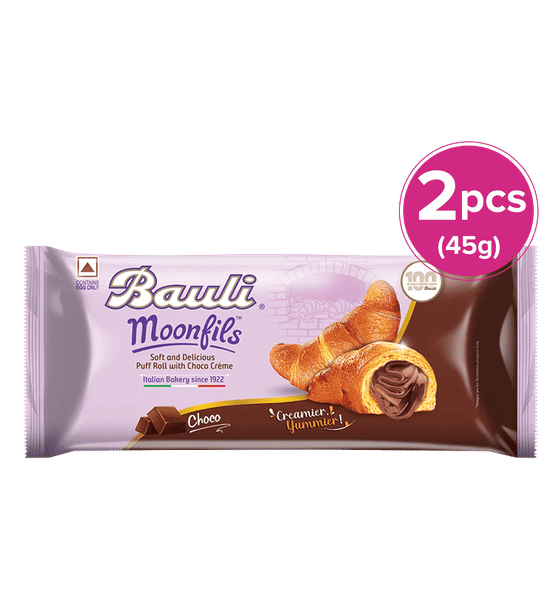 2pcs
(45g)
CONTAINS
EGG ONLY
Bauli®
Moonfils™
Soft and Delicious
Puff Roll with Choco Crème
Italian Bakery since 1922
Choco
Creamier,
Yummier!
100